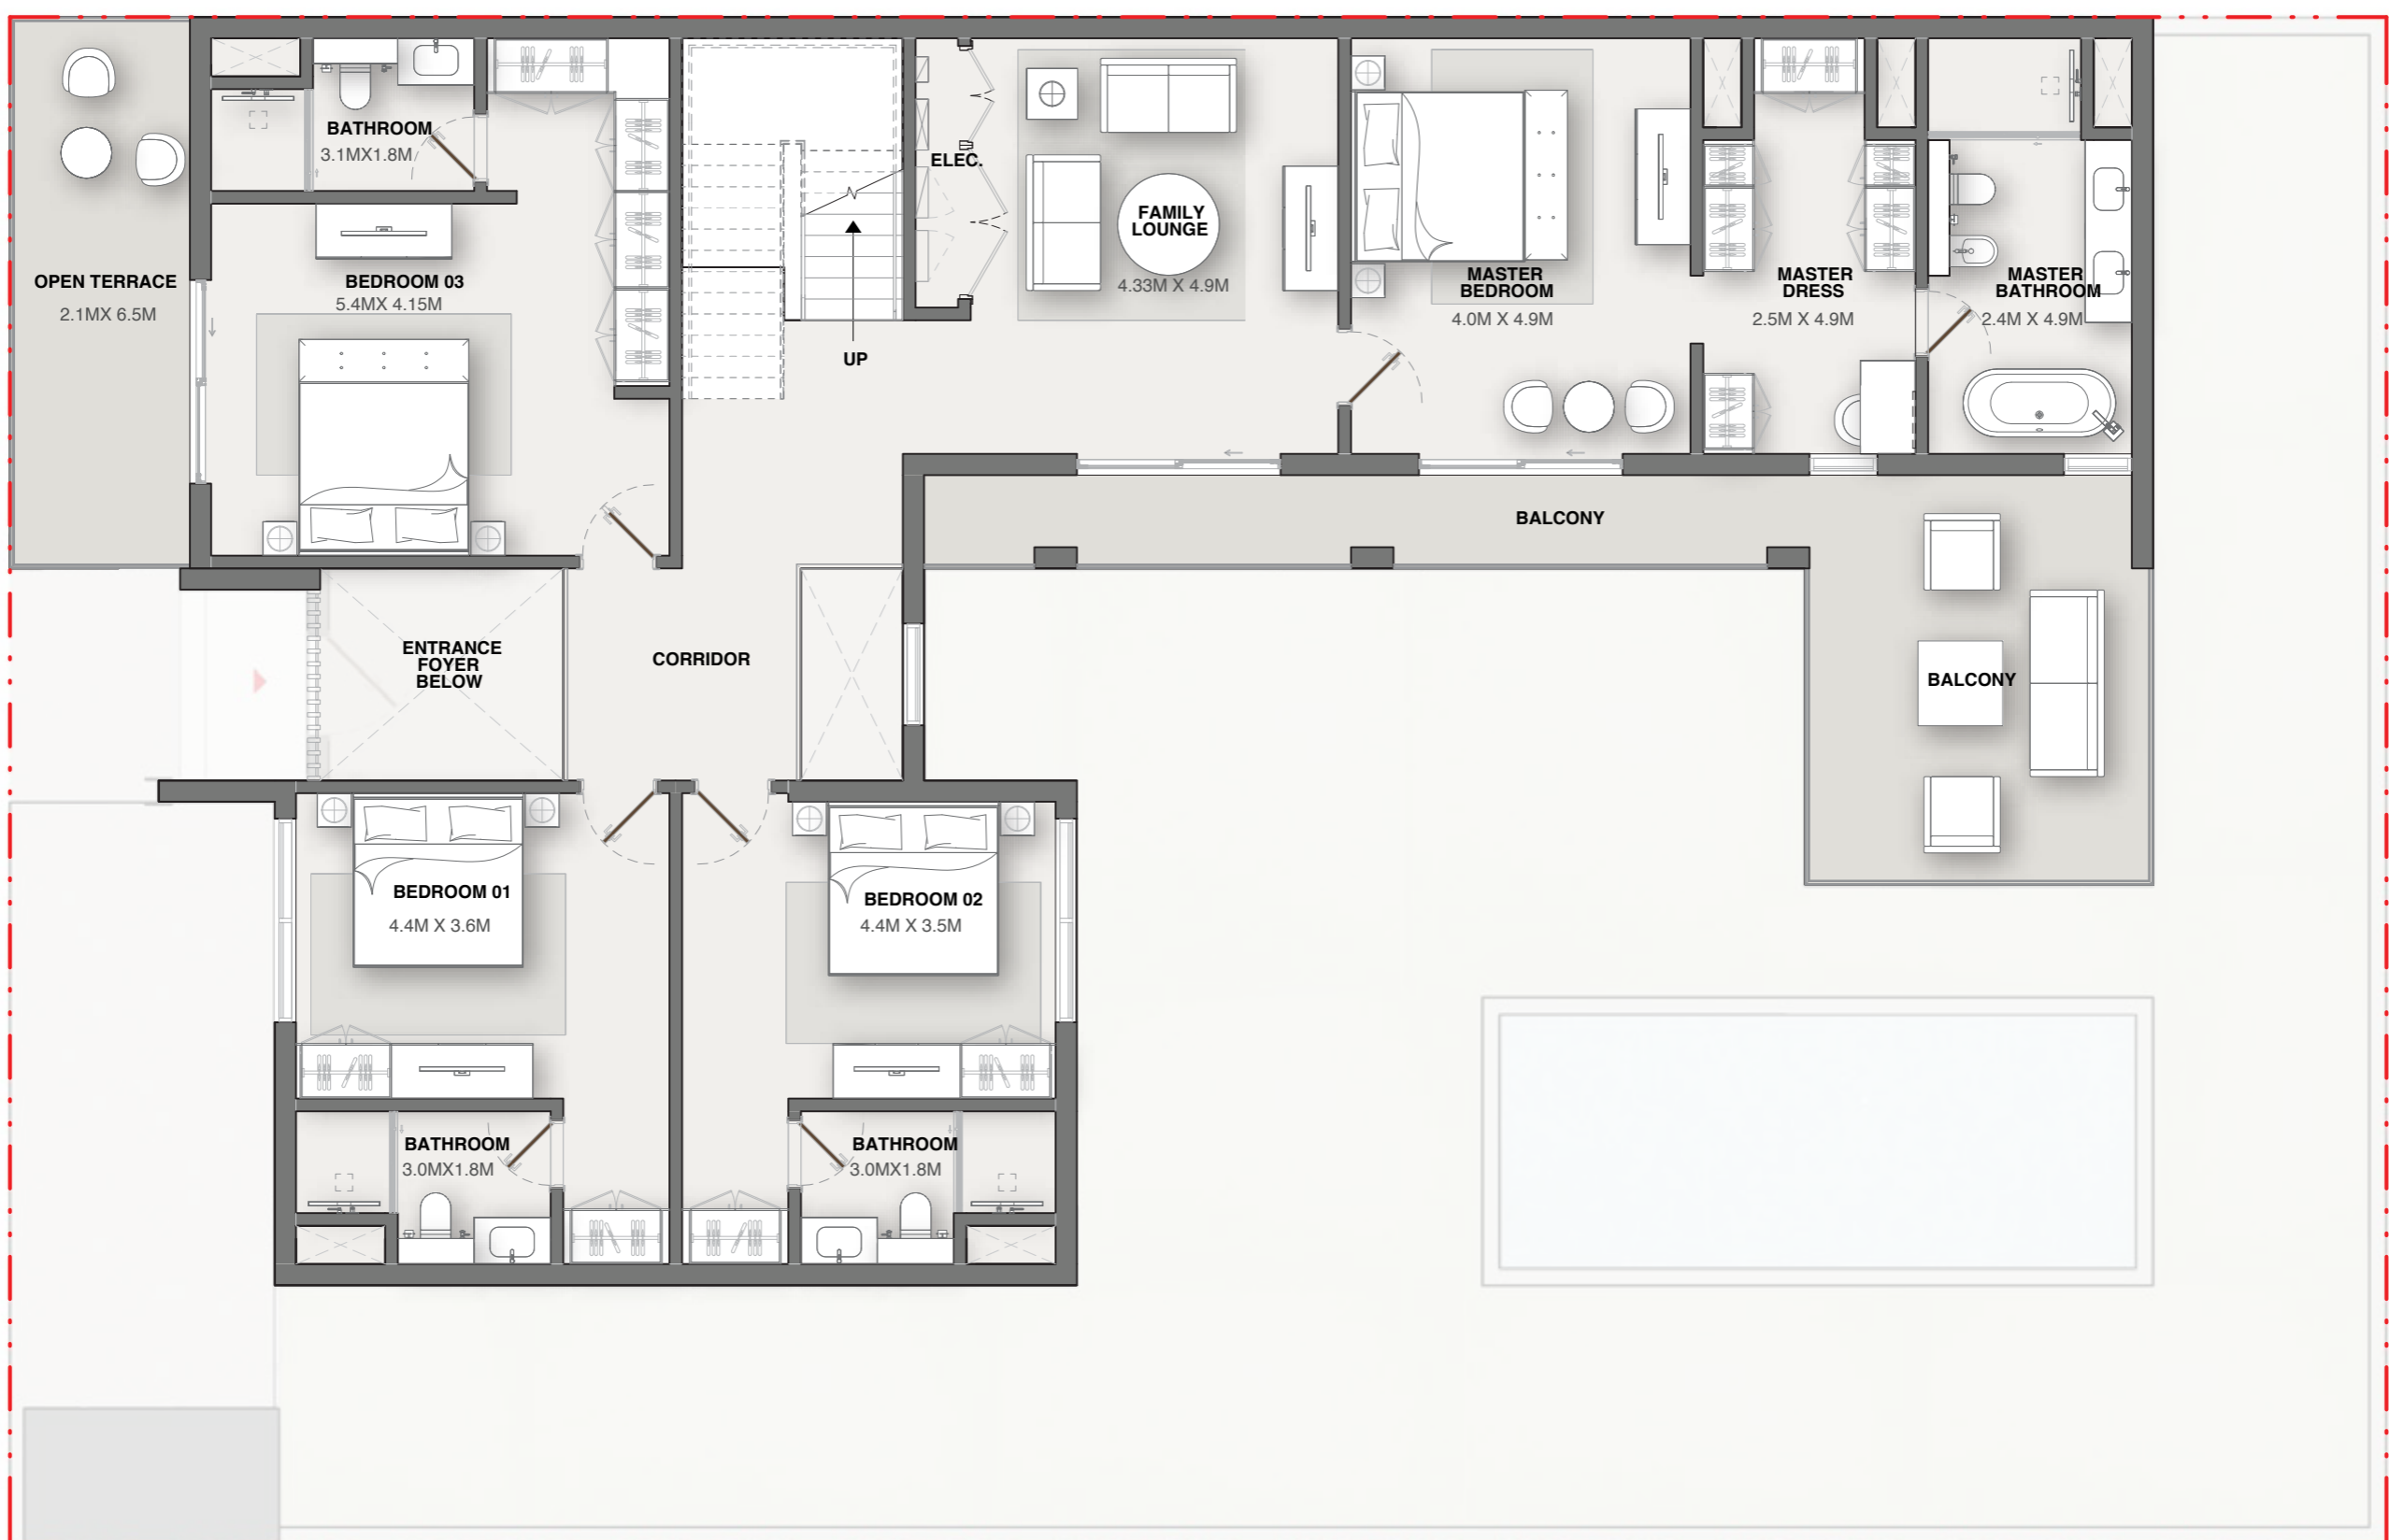 BATHROOM
3.1MX1.8M
ELEC.
FAMILY
LOUNGE
4.33M X 4.9M
OPEN TERRACE
2.1MX 6.5M
BEDROOM 03
5.4MX 4.15M
MASTER
BEDROOM
4.0M X 4.9M
MASTER
DRESS
2.5M X 4.9M
MASTER
BATHROOM
2.4M X 4.9M
UP
BALCONY
ENTRANCE
FOYER
BELOW
CORRIDOR
BALCONY
BEDROOM 01
4.4M X 3.6M
BEDROOM 02
4.4M X 3.5M
BATHROOM
3.0MX1.8M
BATHROOM
3.0MX1.8M